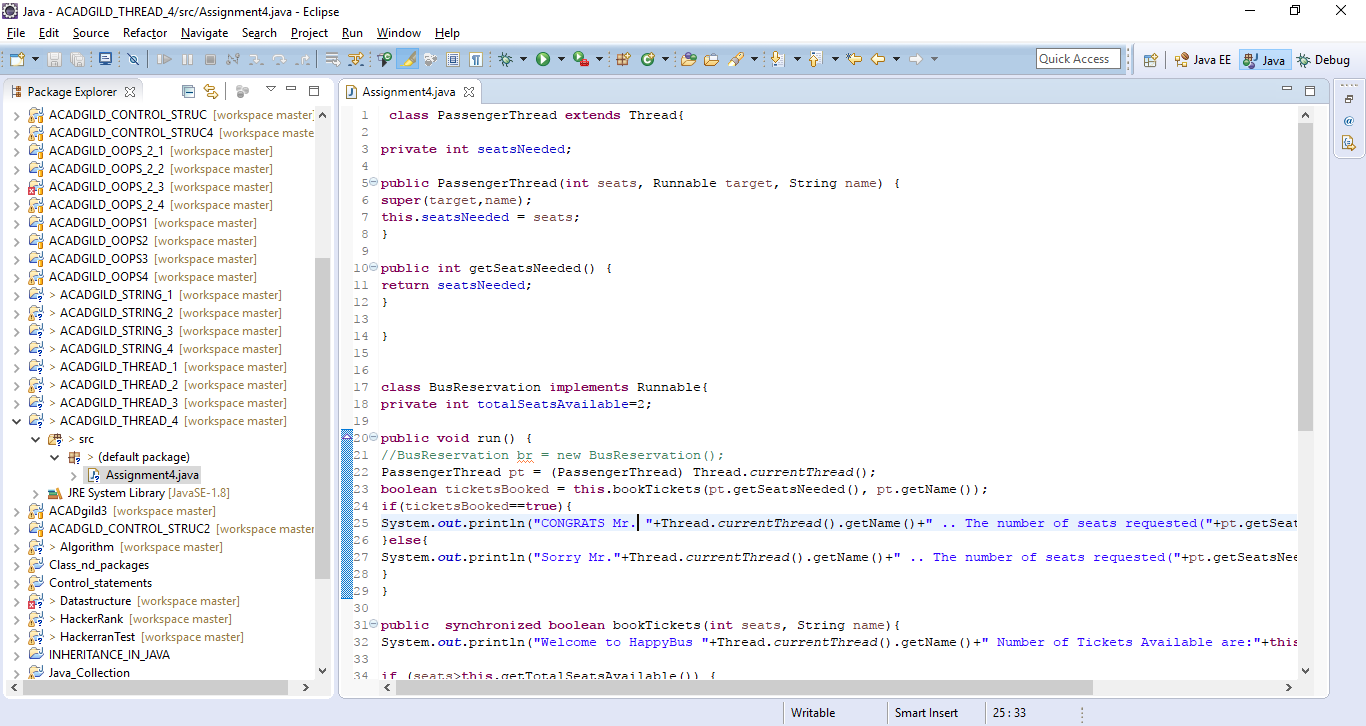 Java - ACADGILD_THREAD_4/src/Assignment4.java - Eclipse
File Edit Source Refactor Navigate Search Project Run Window Help
Quick Access Java EE Java Debug
Package Explorer
ACADGILD_CONTROL_STRUC [workspace master]
ACADGILD_CONTROL_STRUC4 [workspace maste
ACADGILD_OOPS_2_1 [workspace master]
ACADGILD_OOPS_2_2 [workspace master]
ACADGILD_OOPS_2_3 [workspace master]
ACADGILD_OOPS_2_4 [workspace master]
ACADGILD_OOPS1 [workspace master]
ACADGILD_OOPS2 [workspace master]
ACADGILD_OOPS3 [workspace master]
ACADGILD_OOPS4 [workspace master]
> ACADGILD_STRING_1 [workspace master]
> ACADGILD_STRING_2 [workspace master]
> ACADGILD_STRING_3 [workspace master]
> ACADGILD_STRING_4 [workspace master]
> ACADGILD_THREAD_1 [workspace master]
> ACADGILD_THREAD_2 [workspace master]
> ACADGILD_THREAD_3 [workspace master]
> ACADGILD_THREAD_4 [workspace master]
> src
> (default package)
Assignment4.java
JRE System Library [JavaSE-1.8]
ACADgild3 [workspace master]
ACADGLD_CONTROL_STRUC2 [workspace master
> Algorithm [workspace master]
Class_nd_packages
Control_statements
> Datastructure [workspace master]
> HackerRank [workspace master]
> HackerranTest [workspace master]
INHERITANCE_IN_JAVA
Java_Collection
Assignment4.java
1 class PassengerThread extends Thread{
2
3 private int seatsNeeded;
4
5 public PassengerThread(int seats, Runnable target, String name) {
6 super(target,name);
7 this.seatsNeeded = seats;
8 }
9
10 public int getSeatsNeeded() {
11 return seatsNeeded;
12 }
13
14 }
15
16
17 class BusReservation implements Runnable{
18 private int totalSeatsAvailable=2;
19
20 public void run() {
21 //BusReservation br = new BusReservation();
22 PassengerThread pt = (PassengerThread) Thread.currentThread();
23 boolean ticketsBooked = this.bookTickets(pt.getSeatsNeeded(), pt.getName());
24 if(ticketsBooked==true){
25 System.out.println("CONGRATS Mr. "+Thread.currentThread().getName()+" .. The number of seats requested("+pt.getSeat
26 }else{
27 System.out.println("Sorry Mr."+Thread.currentThread().getName()+" .. The number of seats requested("+pt.getSeatsNee
28 }
29 }
30
31 public  synchronized boolean bookTickets(int seats, String name){
32 System.out.println("Welcome to HappyBus "+Thread.currentThread().getName()+" Number of Tickets Available are:"+this
33
34 if (seats>this.getTotalSeatsAvailable()) {
Writable Smart Insert 25 : 33